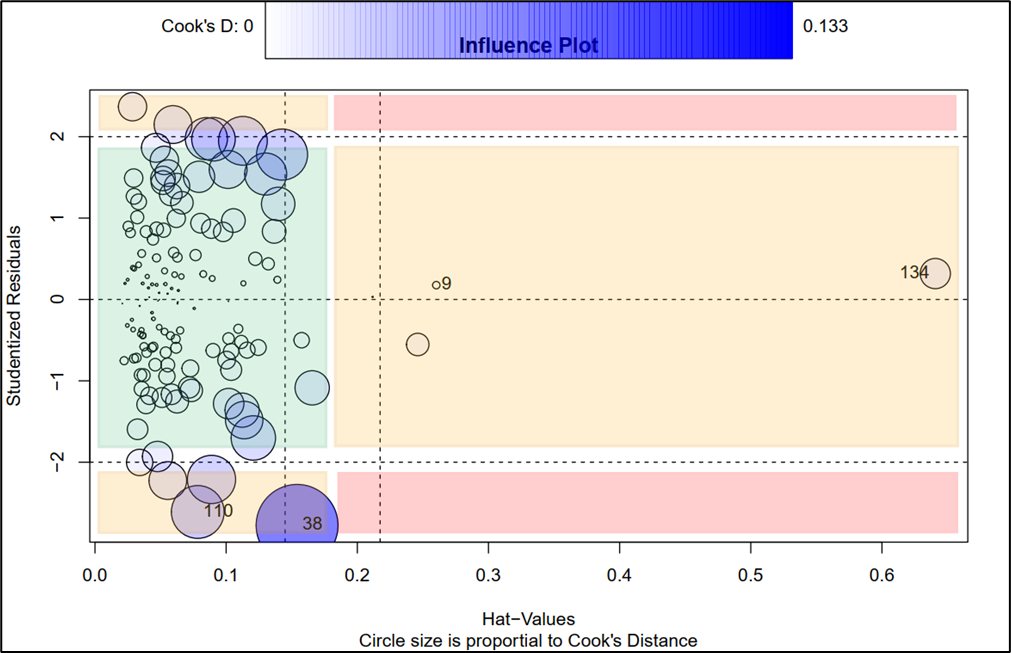 Cook's D: 0
0.133
Influence Plot
Studentized Residuals
2
1
0
−1
−2
9
134
110
38
0.0 0.1 0.2 0.3 0.4 0.5 0.6
Hat−Values
Circle size is proportial to Cook's Distance